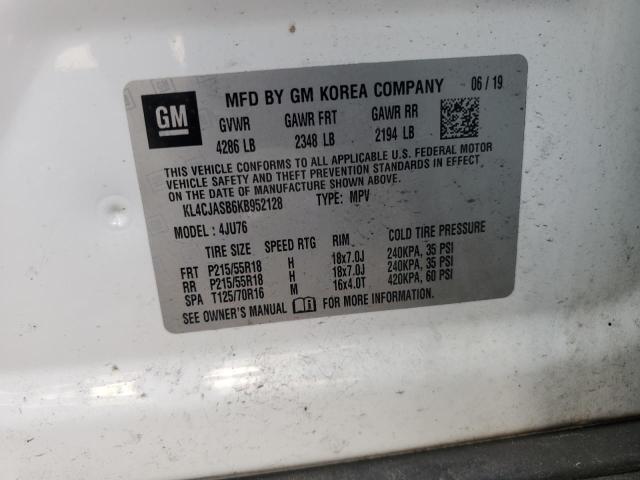 GM
MFD BY GM KOREA COMPANY 06/19
GVWR GAWR FRT GAWR RR
4286 LB 2348 LB 2194 LB
THIS VEHICLE CONFORMS TO ALL APPLICABLE U.S. FEDERAL MOTOR
VEHICLE SAFETY AND THEFT PREVENTION STANDARDS IN EFFECT
ON THE DATE OF MANUFACTURE SHOWN ABOVE.
KL4CJASB6KB952128 TYPE: MPV
MODEL: 4JU76
TIRE SIZE SPEED RTG RIM COLD TIRE PRESSURE
FRT P215/55R18 H 18x7.0J 240KPA, 35 PSI
RR P215/55R18 H 18x7.0J 240KPA, 35 PSI
SPA T125/70R16 M 16x4.0T 420KPA, 60 PSI
SEE OWNER'S MANUAL FOR MORE INFORMATION.